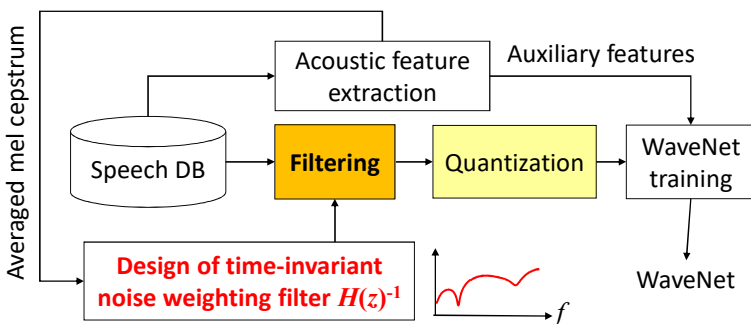 Averaged mel cepstrum
Acoustic feature
extraction
Auxiliary features
Speech DB
Filtering
Quantization
WaveNet
training
Design of time-invariant
noise weighting filter H(z)-1
f
WaveNet